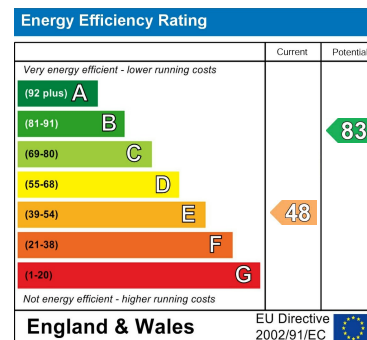 Energy Efficiency Rating
Current Potential
Very energy efficient - lower running costs
(92 plus) A
(81-91) B
83
(69-80) C
(55-68) D
(39-54) E
48
(21-38) F
(1-20) G
Not energy efficient - higher running costs
England & Wales
EU Directive
2002/91/EC